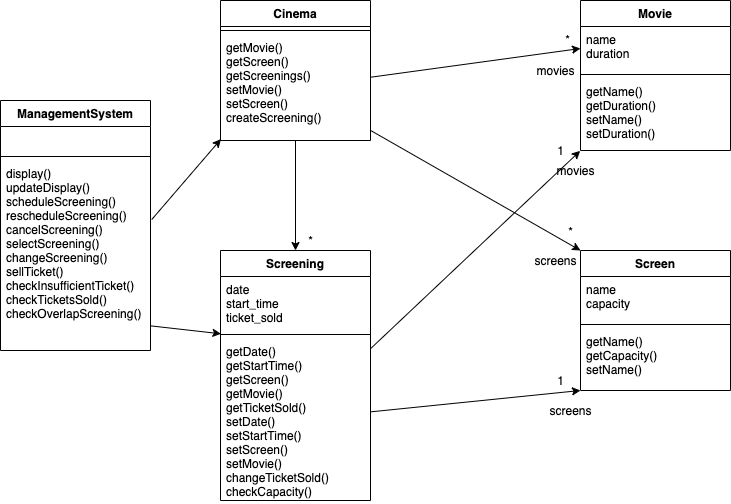 Cinema
getMovie()
getScreen()
getScreenings()
setMovie()
setScreen()
createScreening()
Movie
name
duration
getName()
getDuration()
setName()
setDuration()
*
movies
ManagementSystem
display()
updateDisplay()
scheduleScreening()
rescheduleScreening()
cancelScreening()
selectScreening()
changeScreening()
sellTicket()
checkInsufficientTicket()
checkTicketsSold()
checkOverlapScreening()
1
movies
*
*
screens
Screening
date
start_time
ticket_sold
getDate()
getStartTime()
getScreen()
getMovie()
getTicketSold()
setDate()
setStartTime()
setScreen()
setMovie()
changeTicketSold()
checkCapacity()
Screen
name
capacity
getName()
getCapacity()
setName()
1
screens